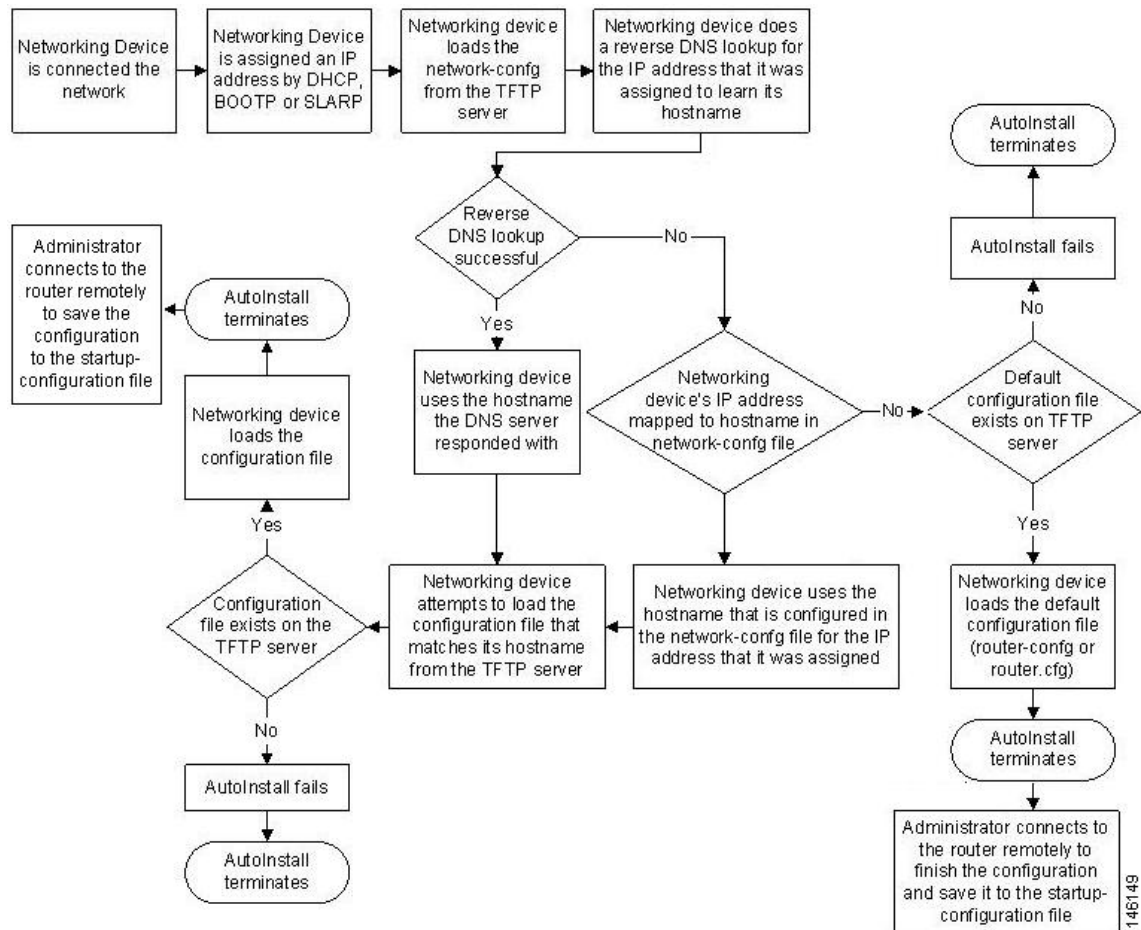 Networking Device
is connected the
network
Networking Device
is assigned an IP
address by DHCP,
BOOTP or SLARP
Networking device
loads the
network-confg
from the TFTP
server
Networking device does
a reverse DNS lookup for
the IP address that it was
assigned to learn its
hostname
AutoInstall
terminates
Reverse
DNS lookup
successful
No
AutoInstall fails
Administrator
connects to the
router remotely
to save the
configuration
to the startup-
configuration file
AutoInstall
terminates
Yes
No
Networking device
uses the hostname
the DNS server
responded with
Networking
device's IP address
mapped to hostname in
network-confg file
No
Default
configuration file
exists on TFTP
server
Networking device
loads the
configuration file
Yes
Yes
Configuration
file exists on the
TFTP server
Networking device
attempts to load the
configuration file that
matches its hostname
from the TFTP server
Networking device uses the
hostname that is configured in
the network-confg file for the IP
address that it was assigned
Networking device
loads the default
configuration file
(router-confg or
router.cfg)
No
AutoInstall fails
AutoInstall
terminates
AutoInstall
terminates
Administrator connects to
the router remotely to
finish the configuration
and save it to the startup-
configuration file
146149